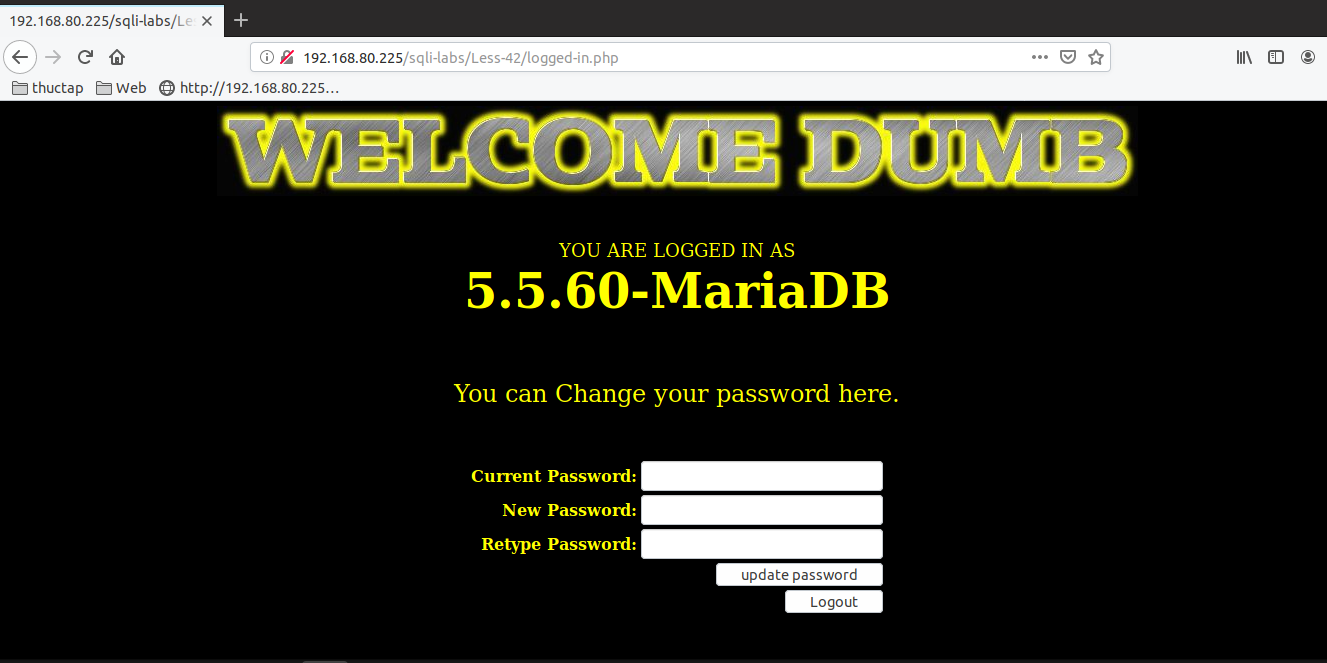 192.168.80.225/sqli-labs/Le
192.168.80.225/sqli-labs/Less-42/logged-in.php
thuctap Web http://192.168.80.225…
WELCOME DUMB
YOU ARE LOGGED IN AS
5.5.60-MariaDB
You can Change your password here.
Current Password:
New Password:
Retype Password:
update password
Logout